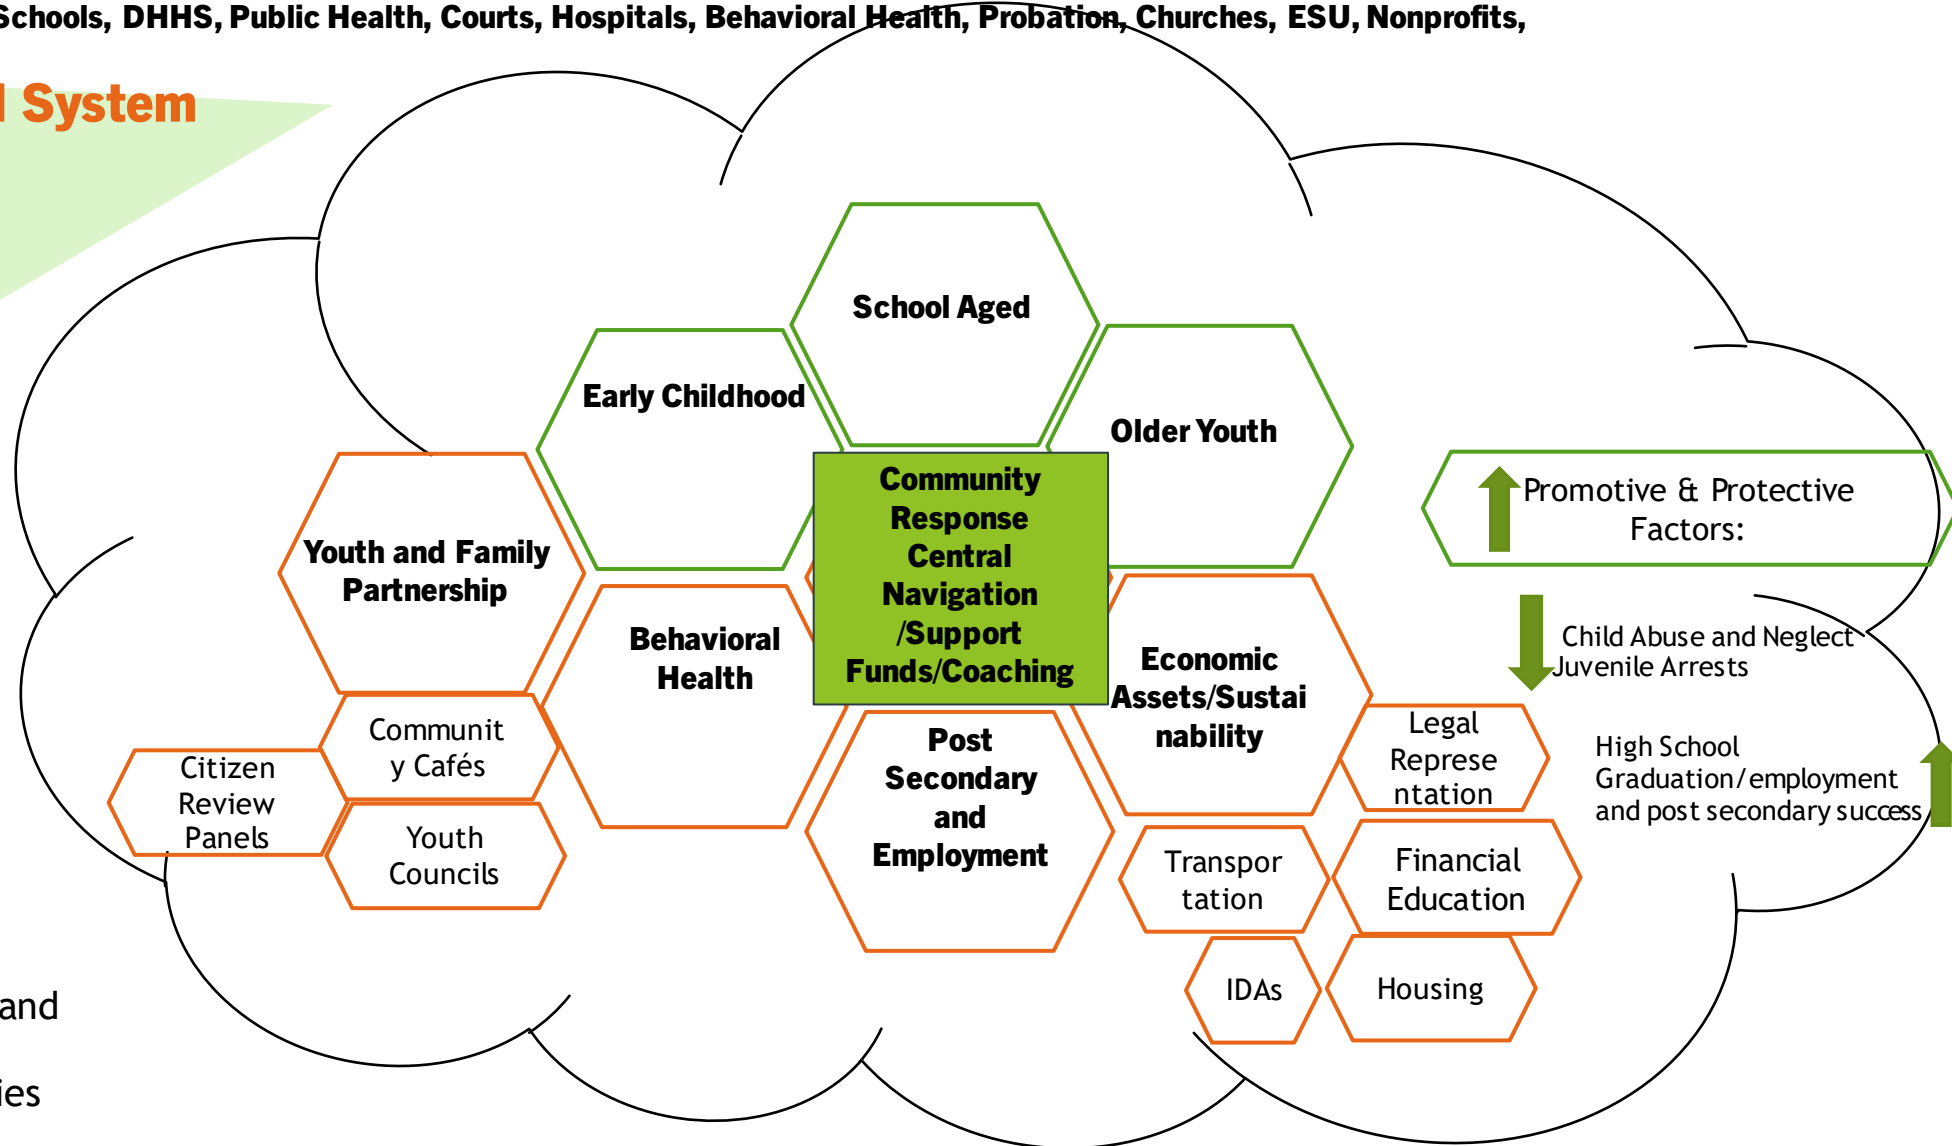 Schools, DHHS, Public Health, Courts, Hospitals, Behavioral Health, Probation, Churches, ESU, Nonprofits,
System
School Aged
Early Childhood
Older Youth
Community
Response
Central
Navigation
/Support
Funds/Coaching
Promotive & Protective
Factors:
Youth and Family
Partnership
Behavioral
Health
Economic
Assets/Sustai
nability
Child Abuse and Neglect
Juvenile Arrests
Post
Secondary
and
Employment
Communit
y Cafés
Citizen
Review
Panels
Youth
Councils
Legal
Represe
ntation
High School
Graduation/employment
and post secondary success
Transpor
tation
Financial
Education
IDAs
Housing
and
ies